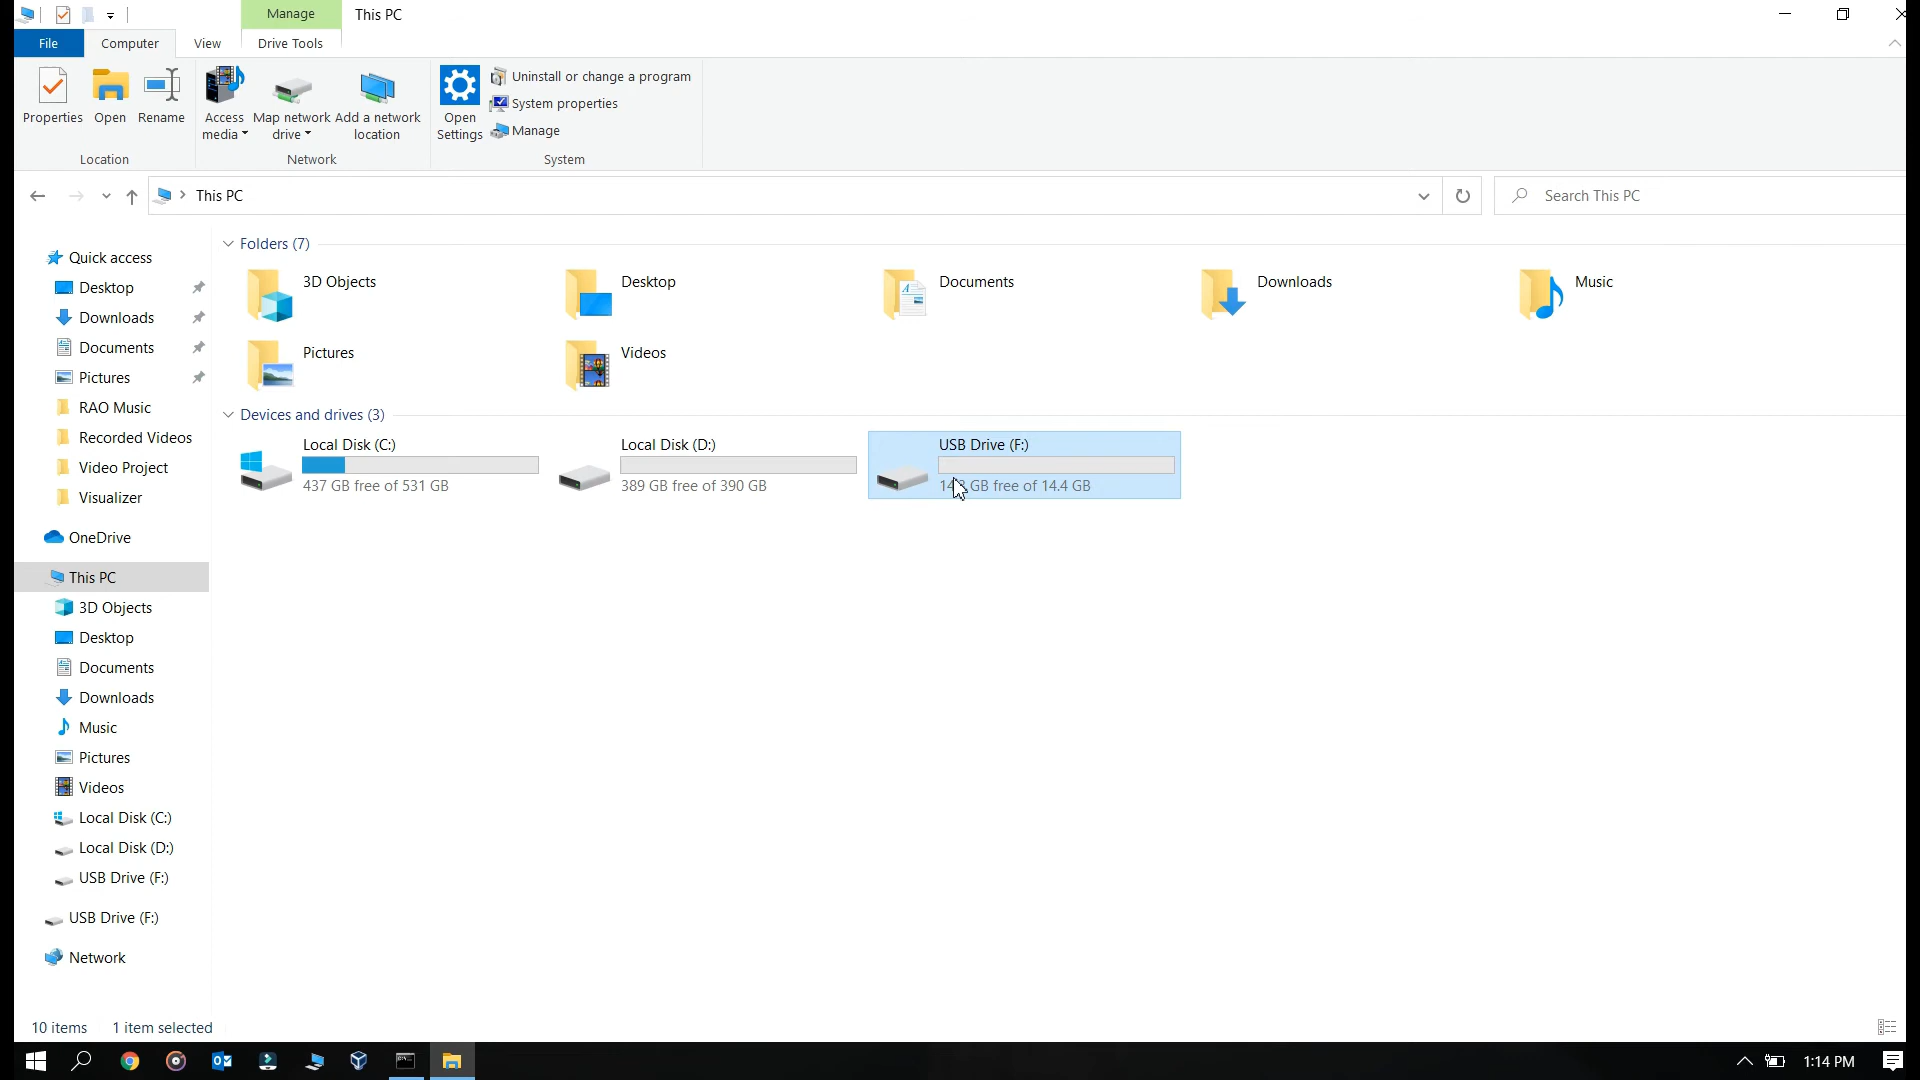 Manage
This PC
File
Computer
View
Drive Tools
Properties
Open
Rename
Access
media
Map network
drive
Add a network
location
Open
Settings
Uninstall or change a program
System properties
Manage
Location
Network
System
This PC
Search This PC
Quick access
Desktop
Downloads
Documents
Pictures
RAO Music
Recorded Videos
Video Project
Visualizer
OneDrive
This PC
3D Objects
Desktop
Documents
Downloads
Music
Pictures
Videos
Local Disk (C:)
Local Disk (D:)
USB Drive (F:)
USB Drive (F:)
Network
Folders (7)
3D Objects
Desktop
Documents
Downloads
Music
Pictures
Videos
Devices and drives (3)
Local Disk (C:)
437 GB free of 531 GB
Local Disk (D:)
389 GB free of 390 GB
USB Drive (F:)
GB free of 14.4 GB
10 items
1 item selected
1:14 PM